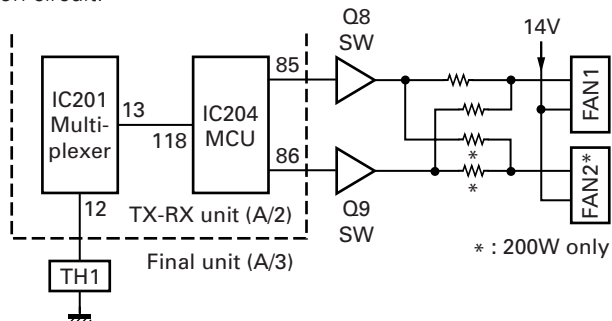 on circuit.
Q8
SW
14V
85
IC201
Multi-
plexer
13
118
IC204
MCU
FAN1
86
12
TX-RX unit (A/2)
Q9
SW
*
*
FAN2*
* : 200W only
Final unit (A/3)
TH1